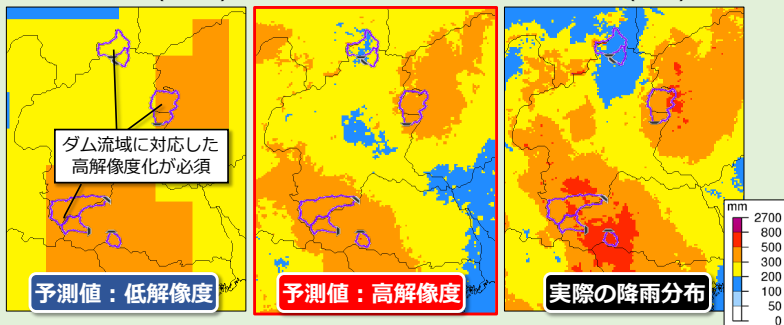 ダム流域に対応した
高解像度化が必須
予測値：低解像度
予測値：高解像度
実際の降雨分布
mm
2700
800
500
300
200
100
50
0